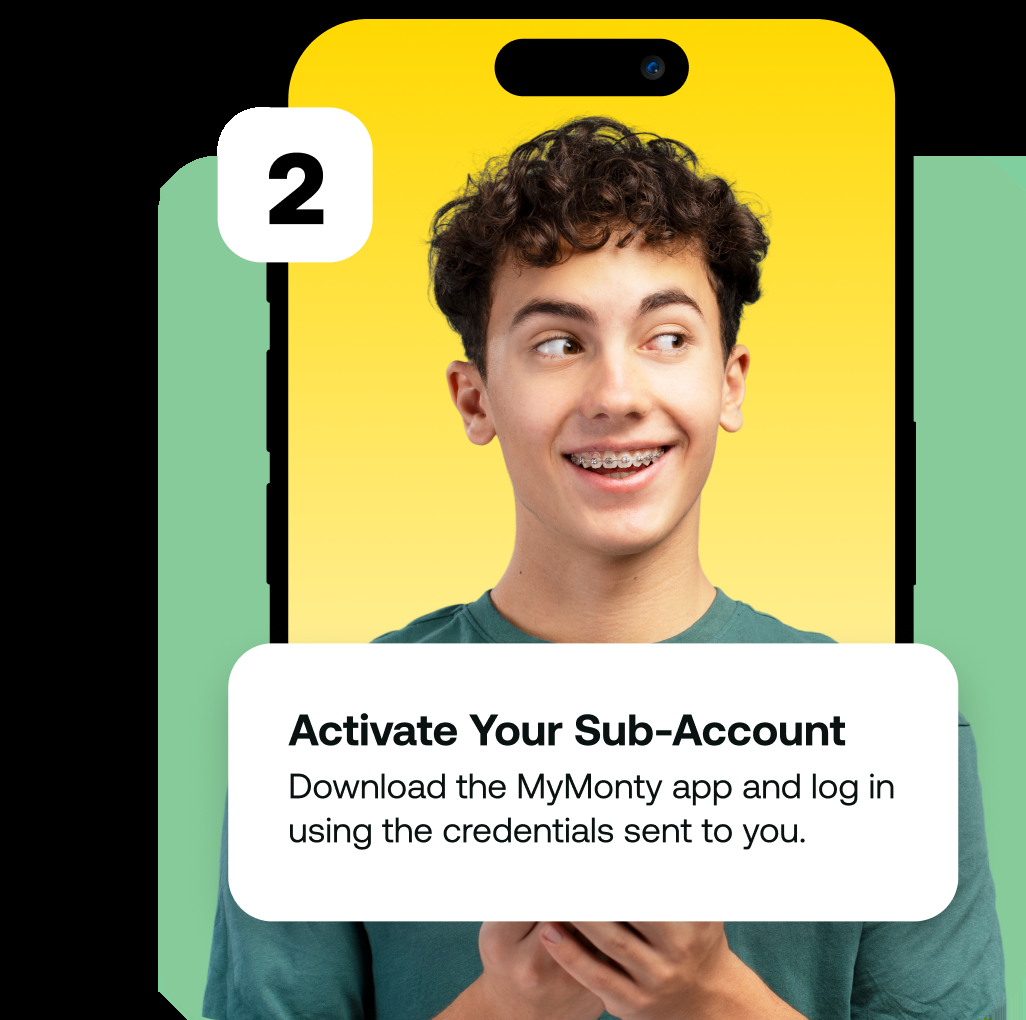 2
Activate Your Sub-Account
Download the MyMonty app and log in
using the credentials sent to you.